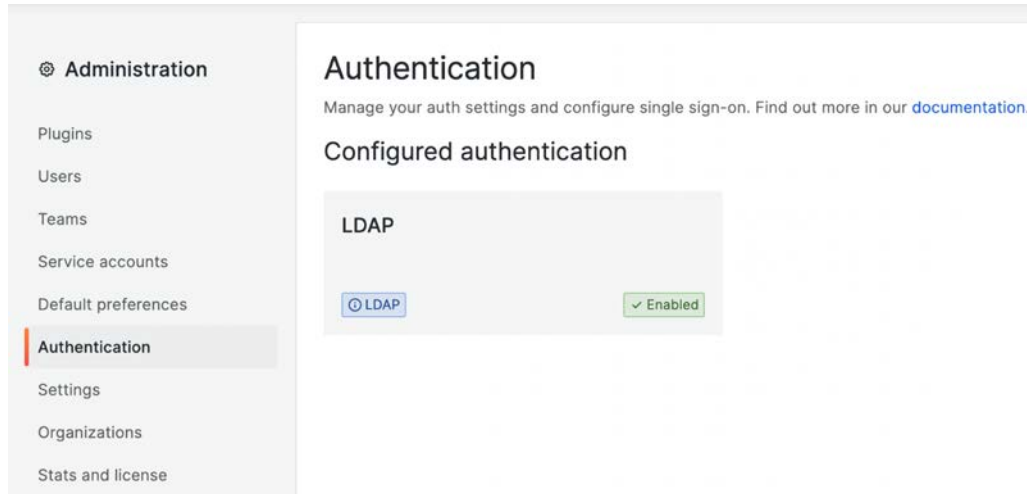 Administration
Plugins
Users
Teams
Service accounts
Default preferences
Authentication
Settings
Organizations
Stats and license
Authentication
Manage your auth settings and configure single sign-on. Find out more in our documentation.
Configured authentication
LDAP
LDAP
Enabled